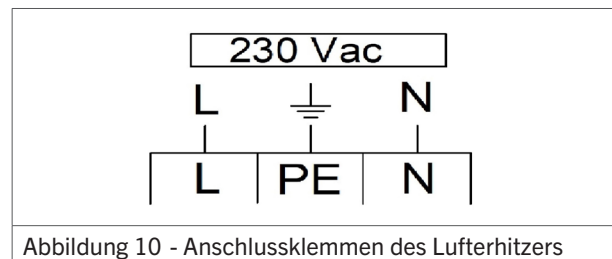 230 Vac
L N
L PE N
Abbildung 10 - Anschlussklemmen des Lufterhitzers